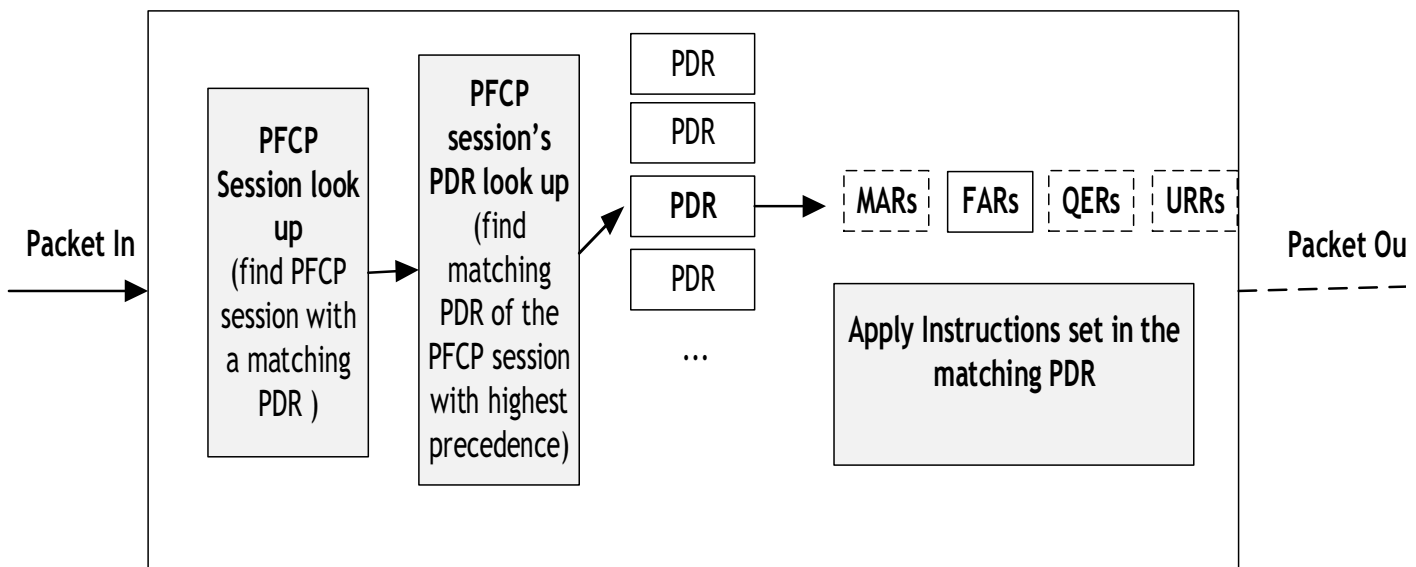 Packet In
PFCP
Session look
up
(find PFCP
session with
a matching
PDR )
PFCP
session’s
PDR look up
(find
matching
PDR of the
PFCP session
with highest
precedence)
PDR
PDR
PDR
PDR
...
MARs
FARs
QERs
URRs
Apply Instructions set in the
matching PDR
Packet Ou